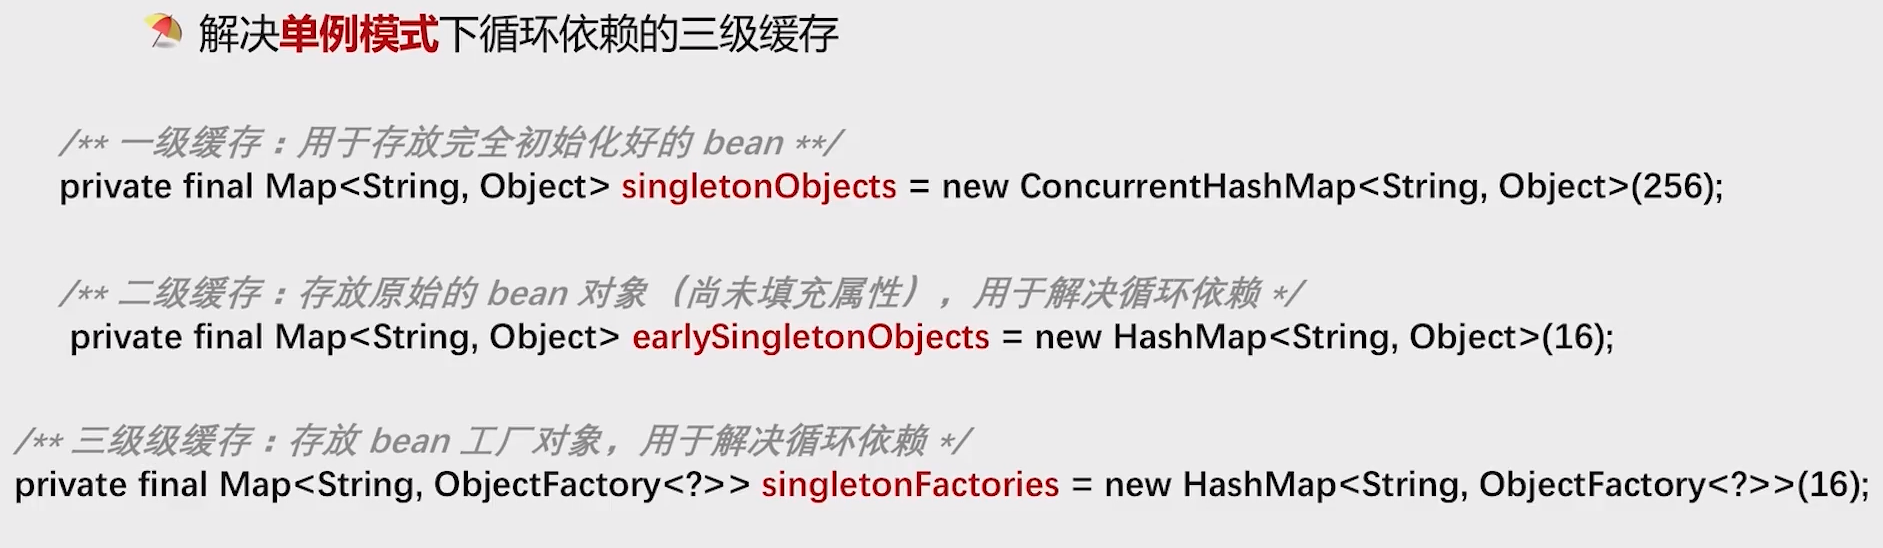 解决单例模式下循环依赖的三级缓存
/** 一级缓存：用于存放完全初始化好的 bean **/
private final Map<String, Object> singletonObjects = new ConcurrentHashMap<String, Object>(256);
/** 二级缓存：存放原始的 bean 对象（尚未填充属性），用于解决循环依赖 */
private final Map<String, Object> earlySingletonObjects = new HashMap<String, Object>(16);
/** 三级级缓存：存放 bean 工厂对象，用于解决循环依赖 */
private final Map<String, ObjectFactory<?>> singletonFactories = new HashMap<String, ObjectFactory<?>>(16);